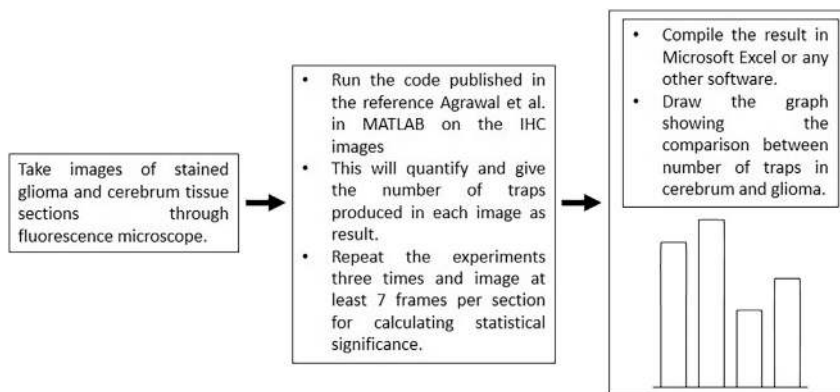 Take images of stained
glioma and cerebrum tissue
sections through
fluorescence microscope.
• Run the code published in
the reference Agrawal et al.
in MATLAB on the IHC
images
• This will quantify and give
the number of traps
produced in each image as
result.
• Repeat the experiments
three times and image at
least 7 frames per section
for calculating statistical
significance.
• Compile the result in
Microsoft Excel or any
other software.
• Draw the graph
showing the
comparison between
number of traps in
cerebrum and glioma.